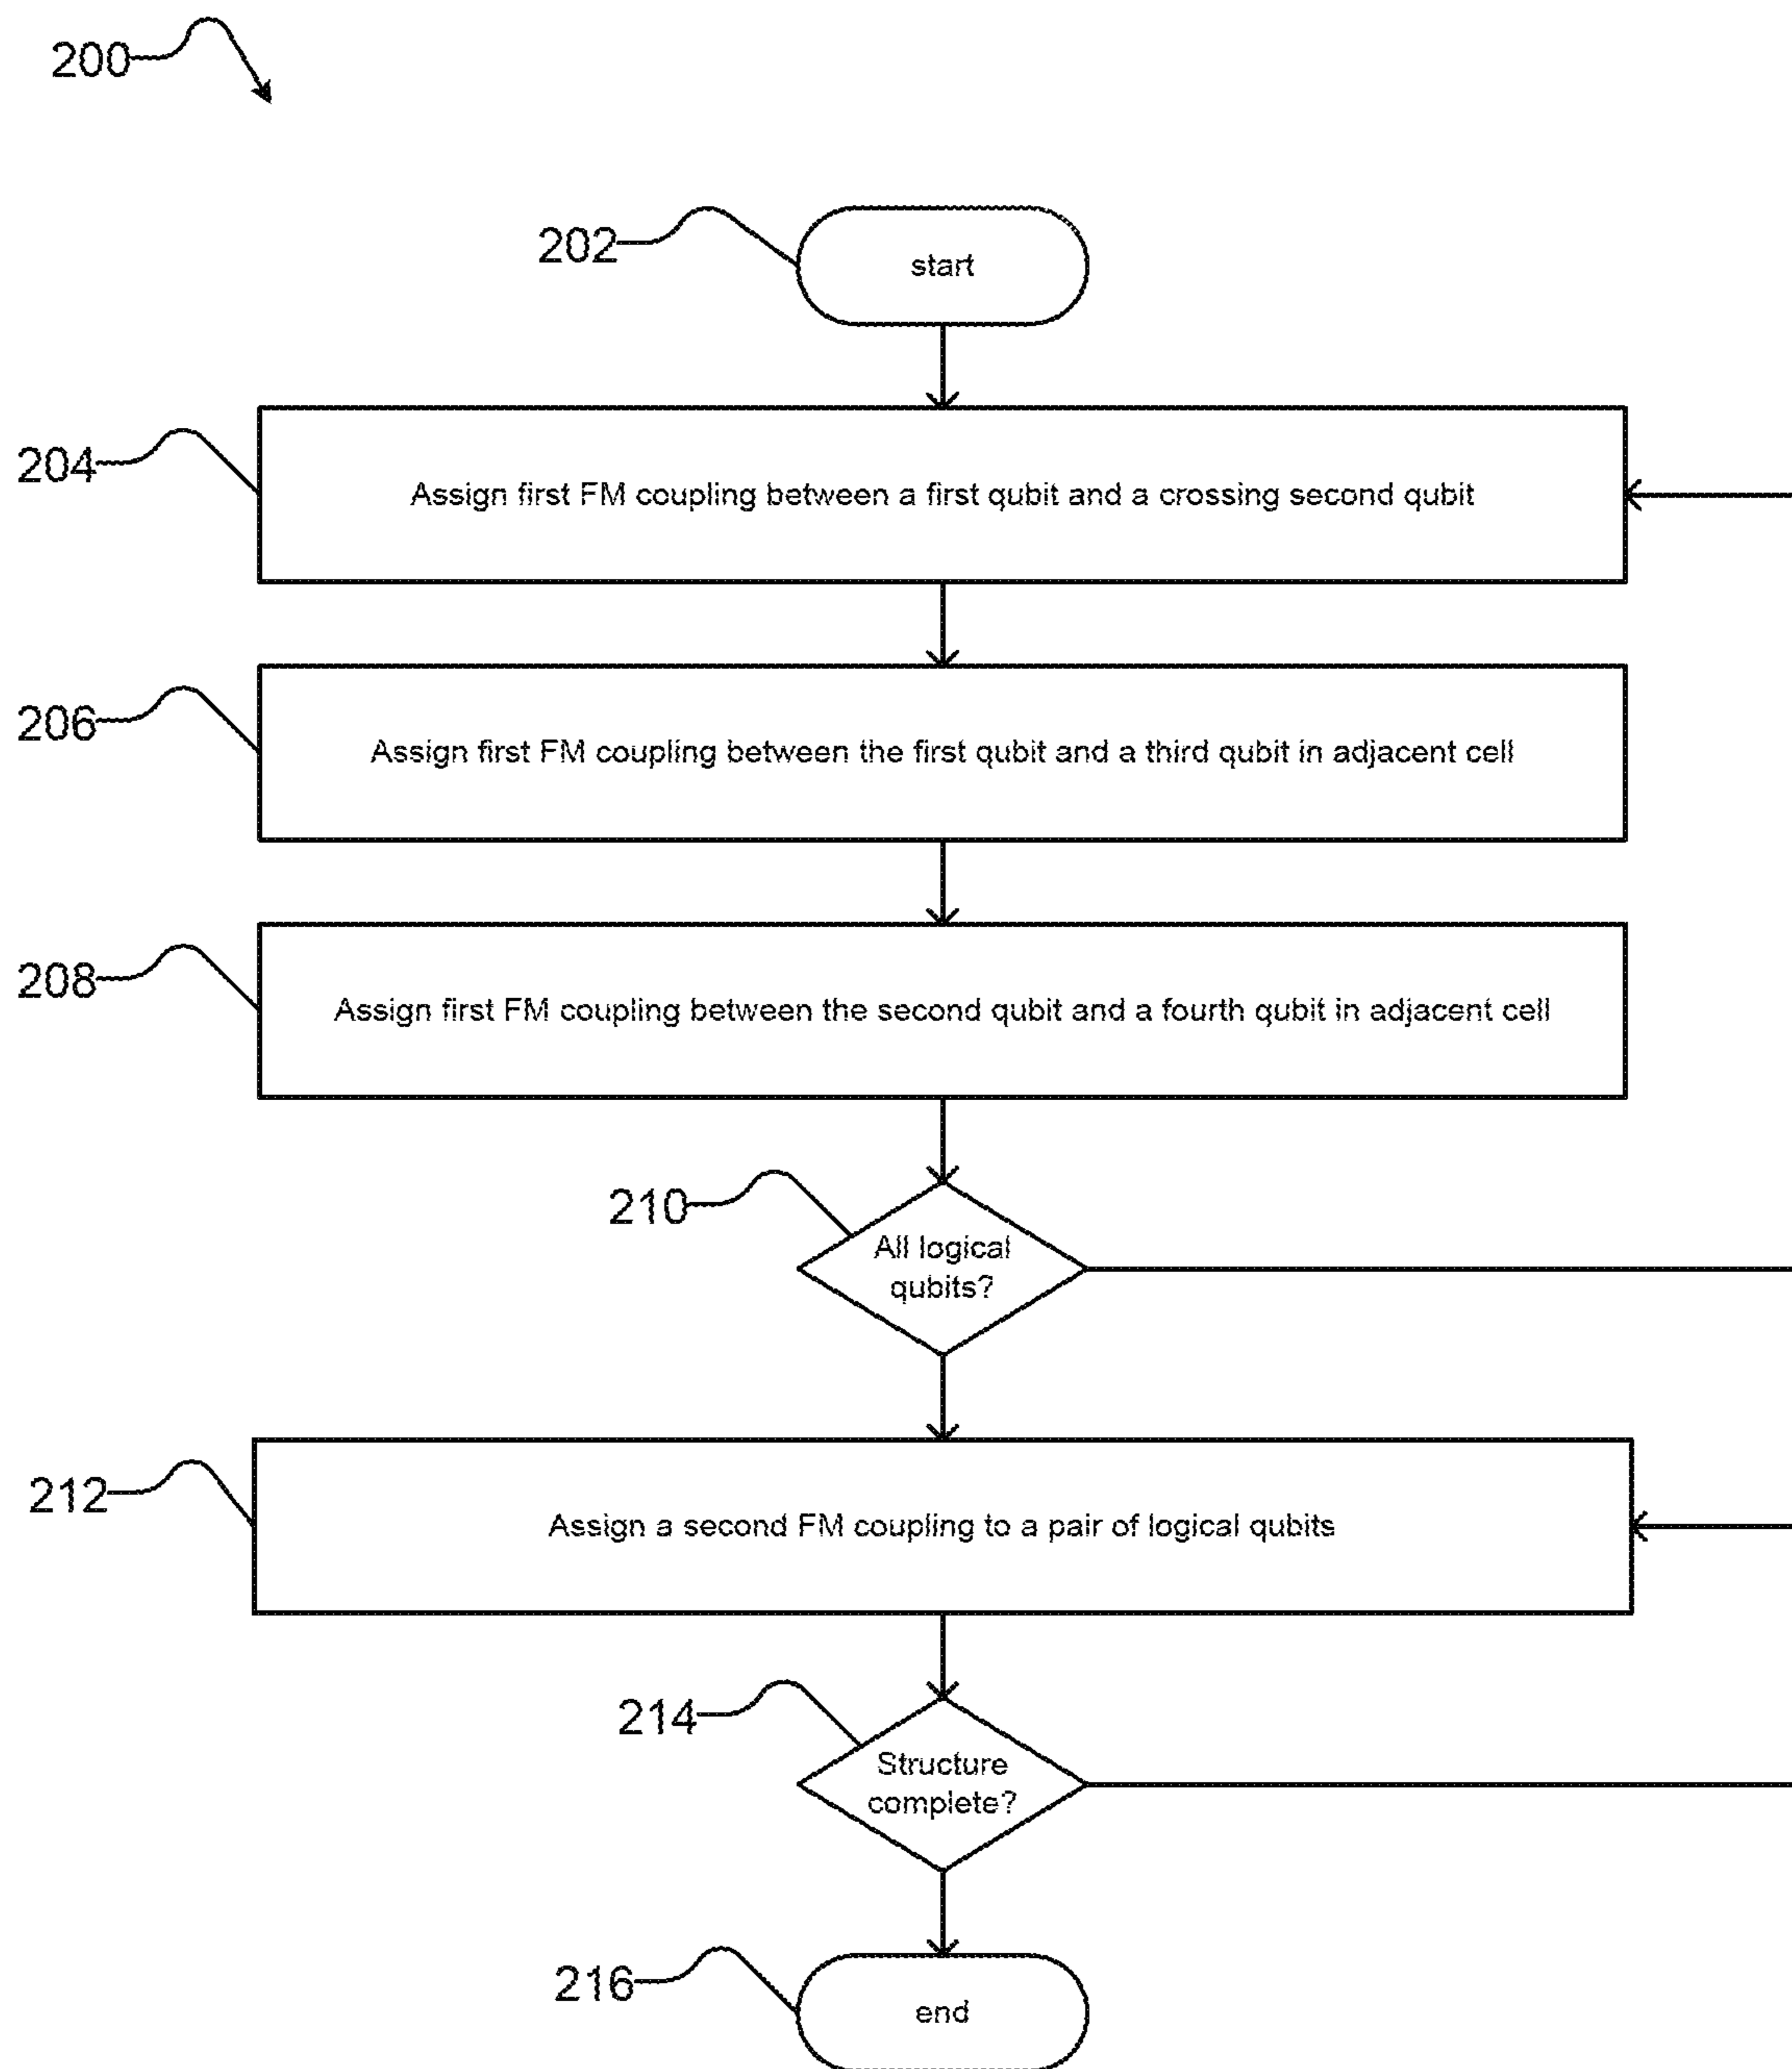 200
202
start
204
Assign first FM coupling between a first qubit and a crossing second qubit
206
Assign first FM coupling between the first qubit and a third qubit in adjacent cell
208
Assign first FM coupling between the second qubit and a fourth qubit in adjacent cell
210
All logical
qubits?
212
Assign a second FM coupling to a pair of logical qubits
214
Structure
complete?
216
end